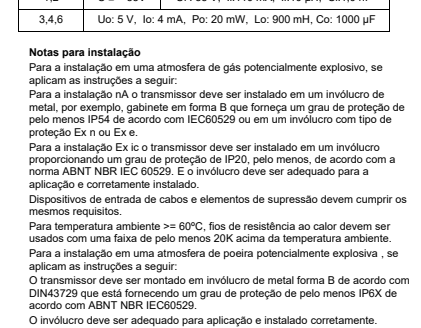 3,4,6 Uo: 5 V, Io: 4 mA, Po: 20 mW, Lo: 900 mH, Co: 1000 µF
Notas para instalação
Para a instalação em uma atmosfera de gás potencialmente explosivo, se
aplicam as instruções a seguir:
Para a instalação nA o transmissor deve ser instalado em um invólucro de
metal, por exemplo, gabinete em forma B que forneça um grau de proteção de
pelo menos IP54 de acordo com IEC60529 ou em um invólucro com tipo de
proteção Ex n ou Ex e.
Para a instalação Ex ic o transmissor deve ser instalado em um invólucro
proporcionando um grau de proteção de IP20, pelo menos, de acordo com a
norma ABNT NBR IEC 60529. E o invólucro deve ser adequado para a
aplicação e corretamente instalado.
Dispositivos de entrada de cabos e elementos de supressão devem cumprir os
mesmos requisitos.
Para temperatura ambiente >= 60ºC, fios de resistência ao calor devem ser
usados com uma faixa de pelo menos 20K acima da temperatura ambiente.
Para a instalação em uma atmosfera de poeira potencialmente explosiva , se
aplicam as instruções a seguir:
O transmissor deve ser montado em invólucro de metal forma B de acordo com
DIN43729 que está fornecendo um grau de proteção de pelo menos IP6X de
acordo com ABNT NBR IEC60529.
O invólucro deve ser adequado para aplicação e instalado corretamente.